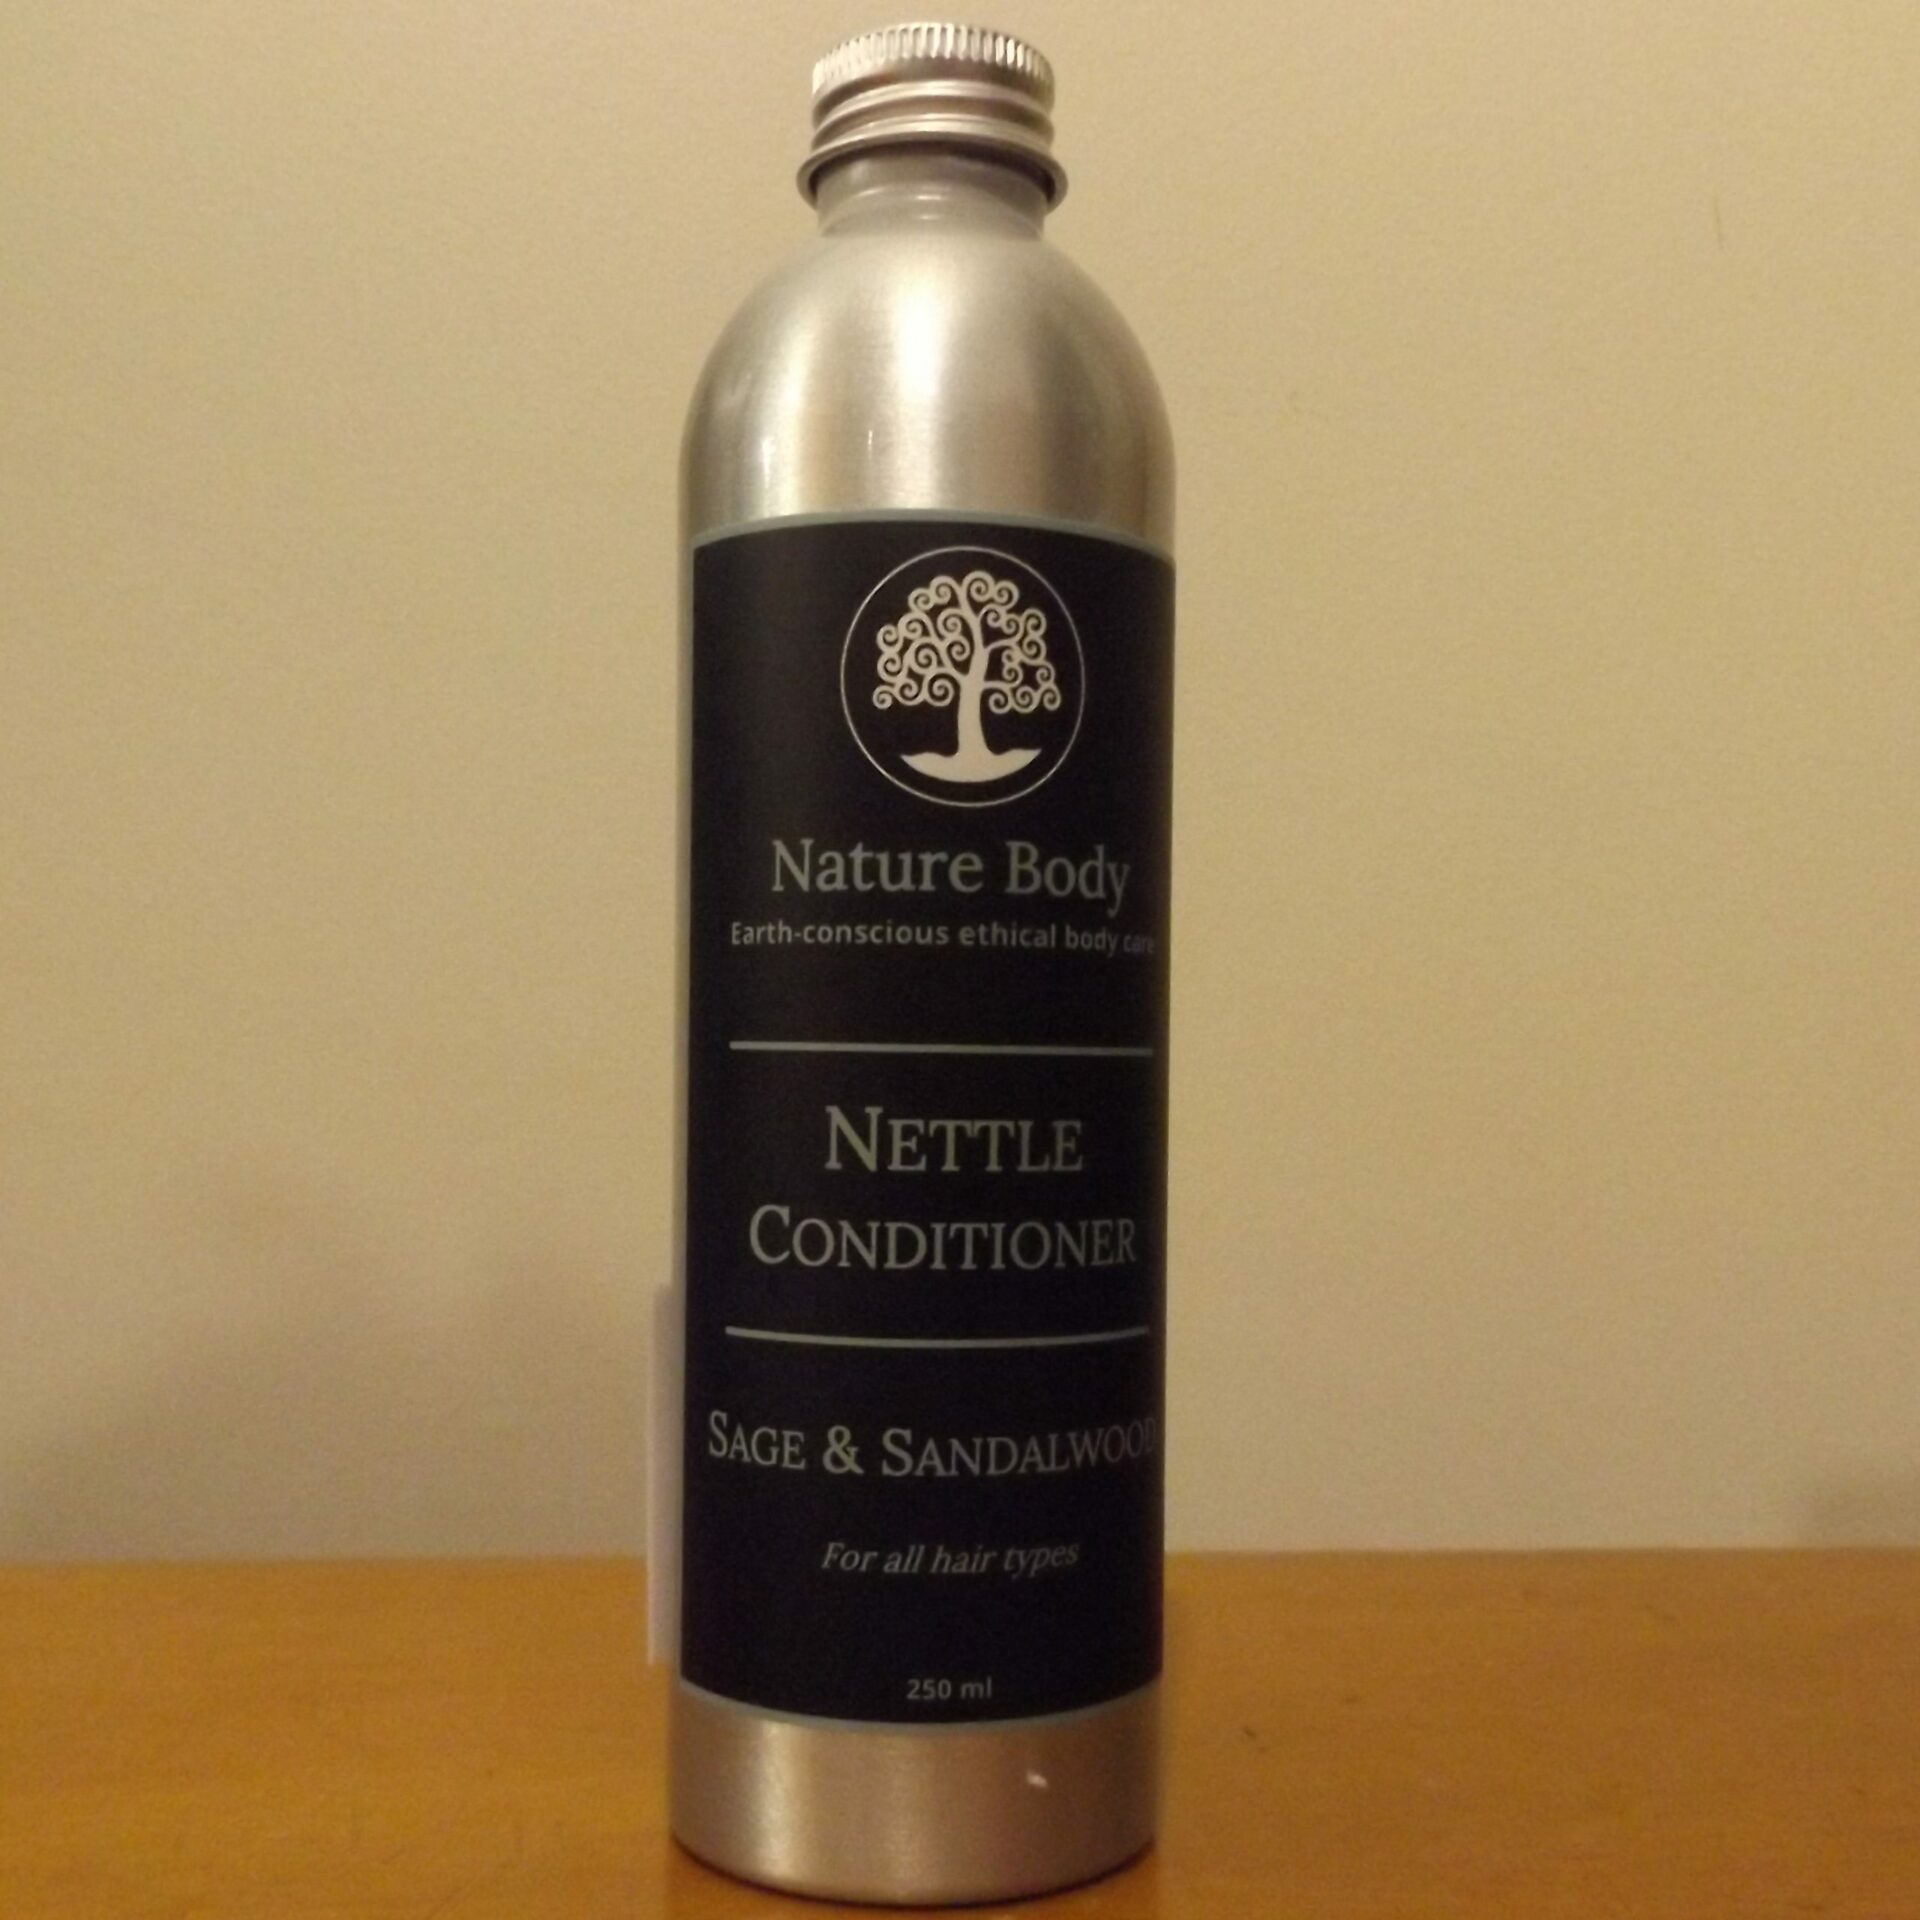 Nature Body
Earth-conscious ethical body care
NETTLE
CONDITIONER
SAGE & SANDALWOOD
For all hair types
250 ml